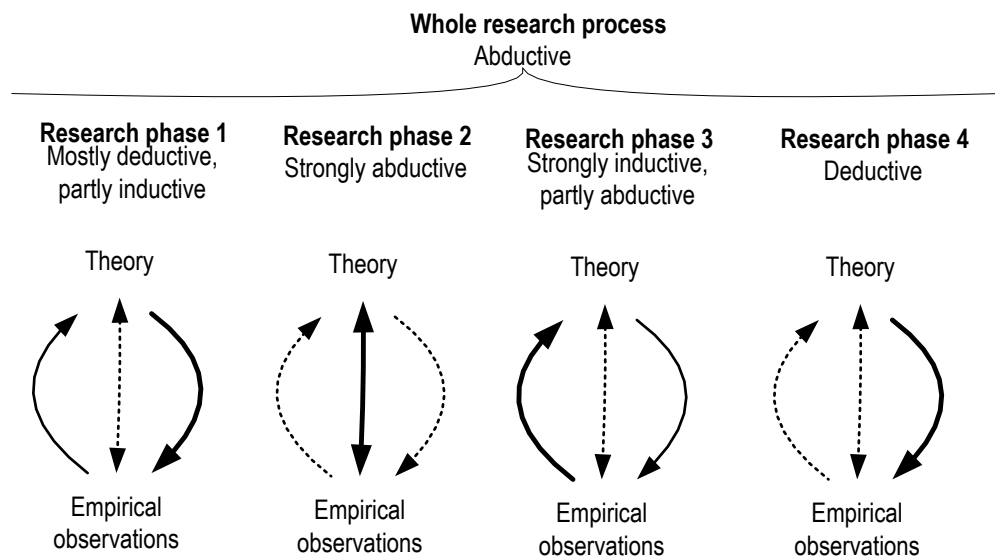 Whole research process
Abductive
Research phase 1
Mostly deductive,
partly inductive
Research phase 2
Strongly abductive
Research phase 3
Strongly inductive,
partly abductive
Research phase 4
Deductive
Theory
Theory
Theory
Theory
Empirical
observations
Empirical
observations
Empirical
observations
Empirical
observations